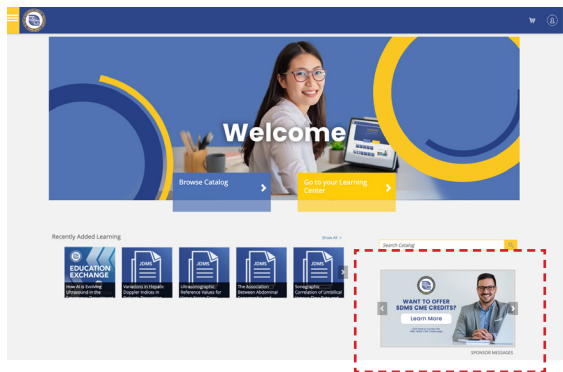 Welcome
Browse Catalog
Go to your Learning
Center
Recently Added Learning
Show All >
Search Catalog
EDUCATION
EXCHANGE
How AI is Evolving
Ultrasound in the
JDMS
Variations in Hepatic
Doppler Indices in
JDMS
Ultrasonographic
Reference Values for
JDMS
The Association
Between Abdominal
JDMS
Sonographic
Correlation of Umbilical
WANT TO OFFER
SDMS CME CREDITS?
Learn More
SPONSOR MESSAGES